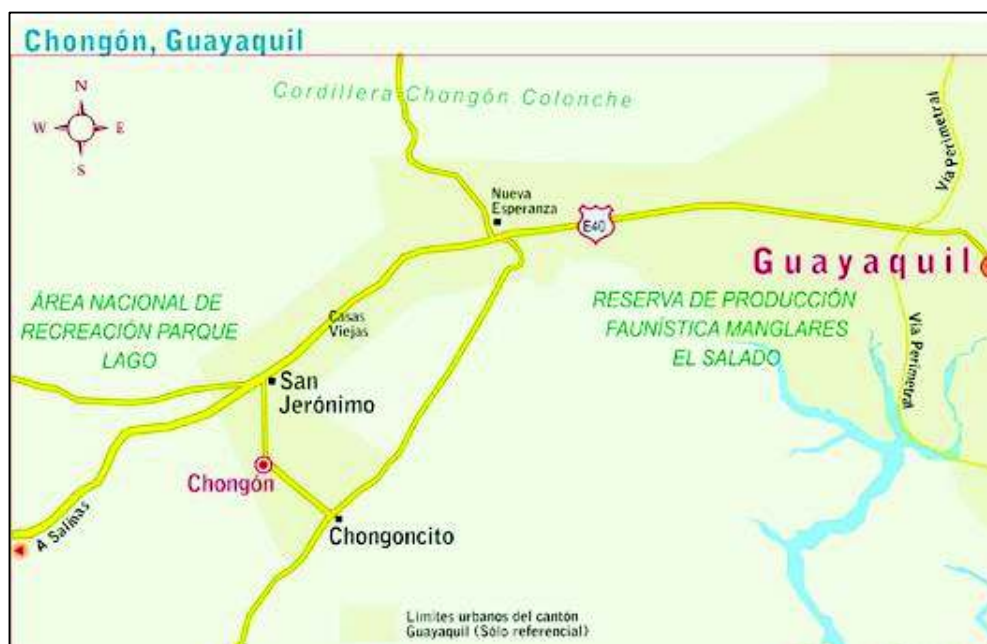 Chongón, Guayaquil
N
W E
S
Cordillera Chongón Colonche
Vía Perimetral
Nueva
Esperanza
E40
Guayaquil
ÁREA NACIONAL DE
RECREACIÓN PARQUE
LAGO
RESERVA DE PRODUCCIÓN
FAUNÍSTICA MANGLARES
EL SALADO
Casas
Viejas
Vía Perimetral
San
Jerónimo
Chongón
A Salinas
Chongoncito
Limites urbanos del cantón
Guayaquil (Sólo referencial)